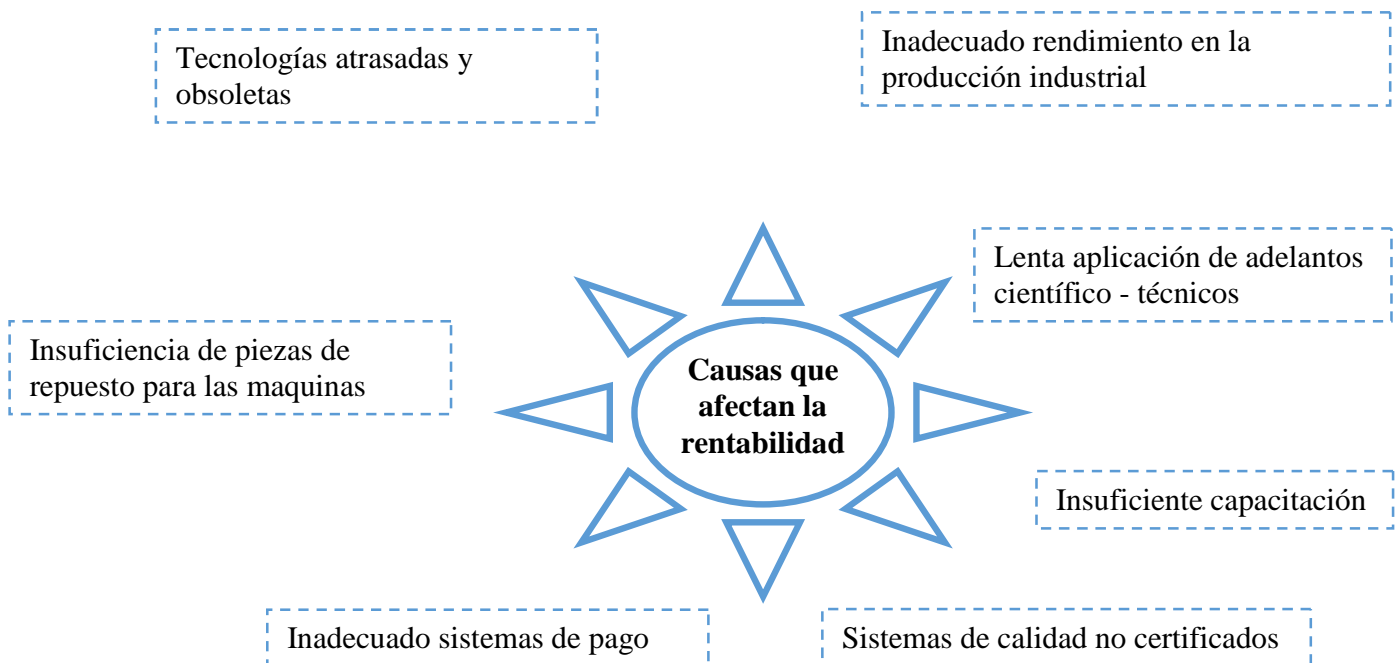 Tecnologías atrasadas y
obsoletas
Inadecuado rendimiento en la
producción industrial
Lenta aplicación de adelantos
científico - técnicos
Insuficiencia de piezas de
repuesto para las maquinas
Causas que
afectan la
rentabilidad
Insuficiente capacitación
Inadecuado sistemas de pago
Sistemas de calidad no certificados